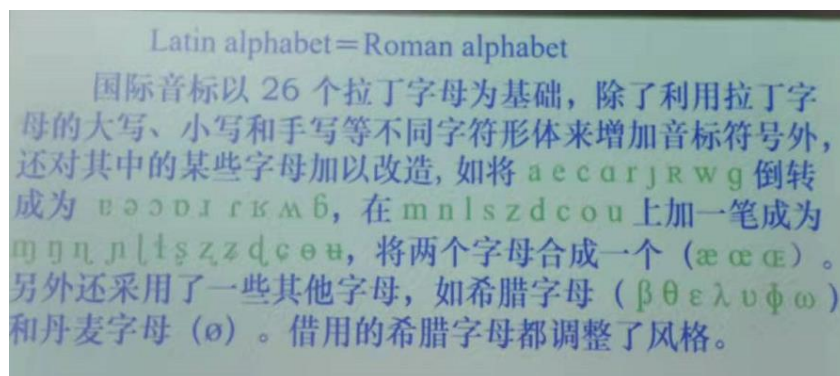 Latin alphabet＝Roman alphabet
国际音标以 26 个拉丁字母为基础，除了利用拉丁字
母的大写、小写和手写等不同字符形体来增加音标符号外，
还对其中的某些字母加以改造, 如将 a e c ɑ r ȷ ʀ w g 倒转
成为 ɐ ə ɔ ɒ ɹ ɾ ʁ ʍ ɓ，在 m n l s z d c o u 上加一笔成为
ɱ ŋ ɳ ɲ ɭ ɬ ʂ ʐ ʑ ɖ ɕ ɵ ʉ，将两个字母合成一个（æ œ ɶ）。
另外还采用了一些其他字母，如希腊字母（β θ ε λ υ ɸ ω）
和丹麦字母（ø）。借用的希腊字母都调整了风格。